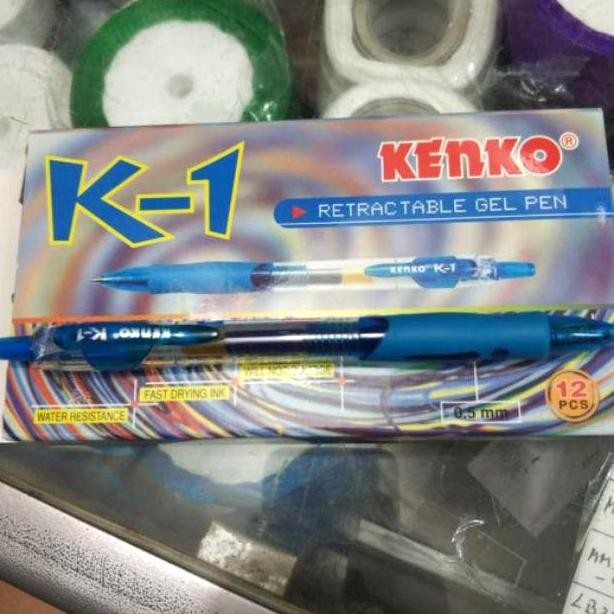 K-1
KENKO®
RETRACTABLE GEL PEN
KENKO K-1
KENKO K-1
WATER RESISTANCE
FAST DRYING INK
0,5 mm
12
PCS